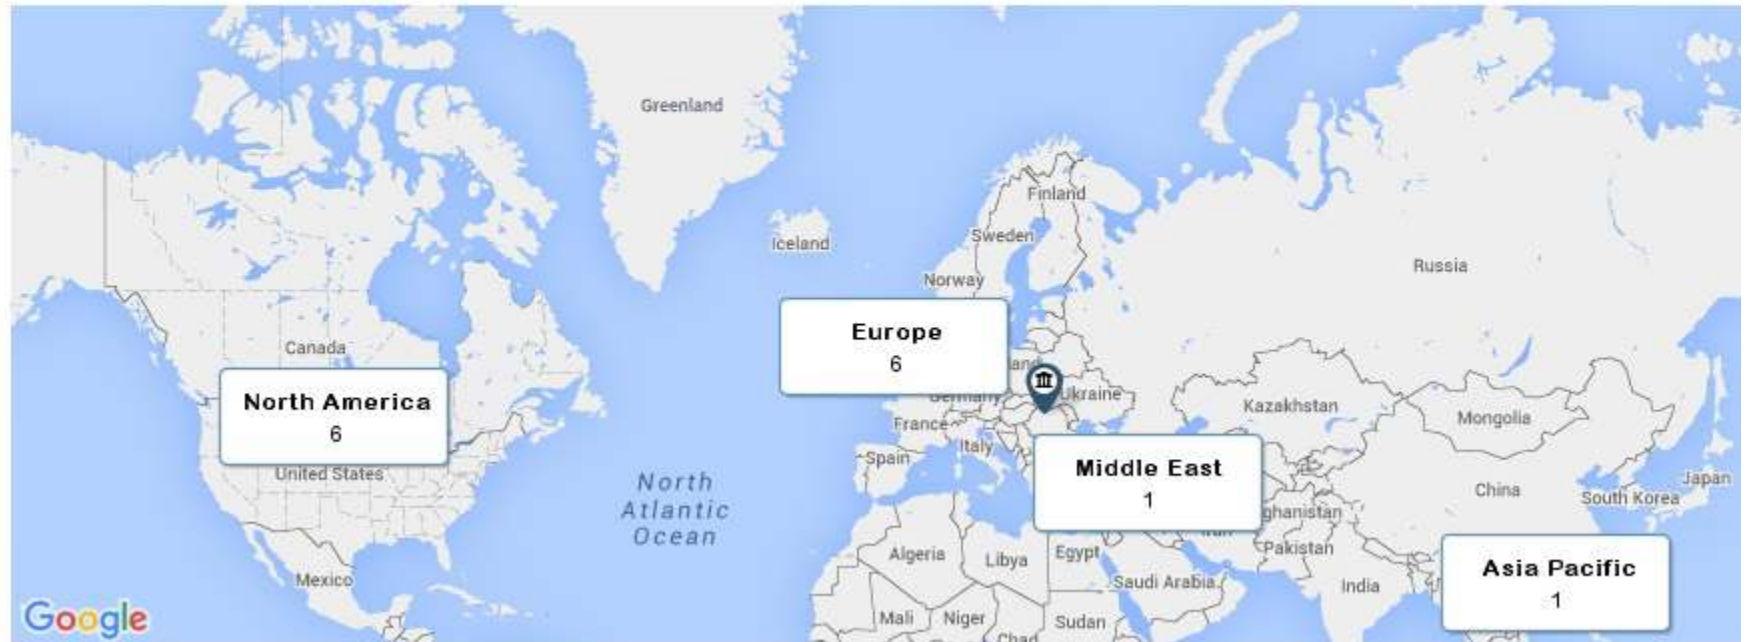 Greenland
Finland
Iceland
Sweden
Russia
Norway
Europe
6
Canada
Ukraine
Germany
North America
6
Kazakhstan
Mongolia
France
Italy
Spain
United States
Middle East
1
North
Atlantic
Ocean
China
Japan
South Korea
Algeria
Libya
Egypt
Pakistan
Asia Pacific
1
Mexico
Saudi Arabia
India
Google
Mali
Niger
Sudan
Chad